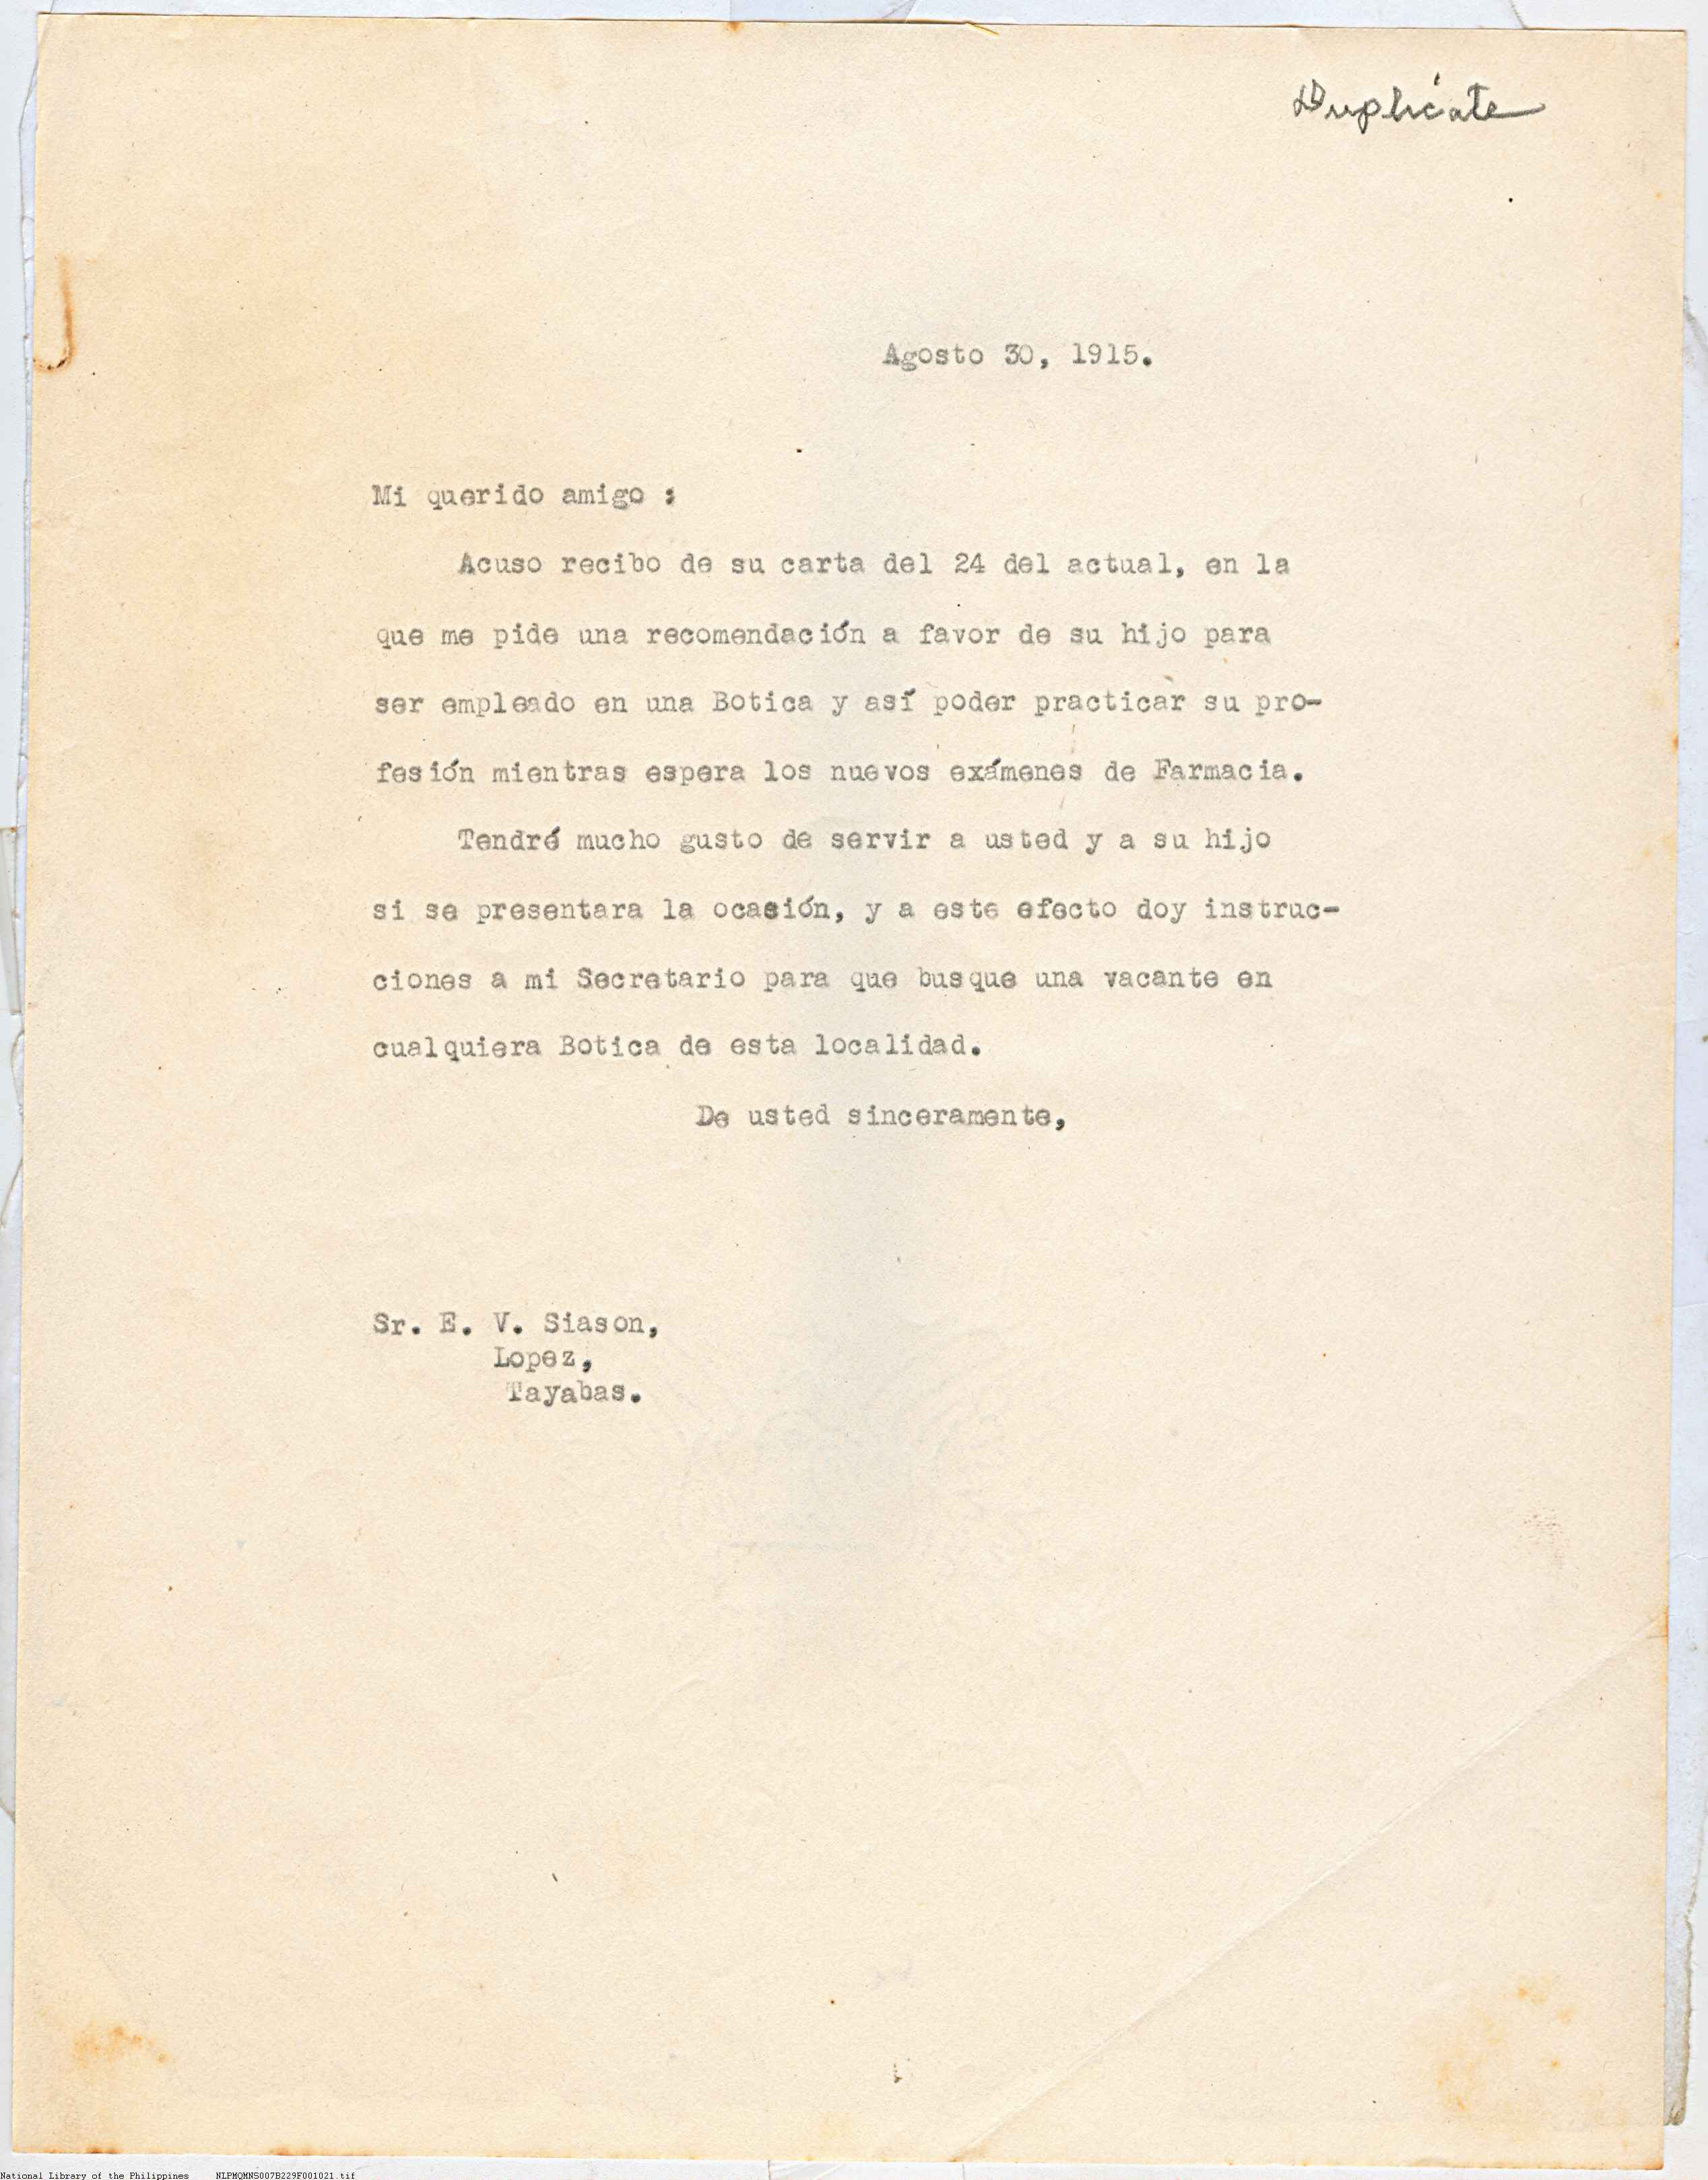 Duplicate
Agosto 30, 1915.
Mi querido amigo :
Acuso recibo de su carta del 24 del actual, en la
que me pide una recomendación a favor de su hijo para
ser empleado en una Botica y así poder practicar su pro-
fesión mientras espera los nuevos exámenes de Farmacia.
Tendré mucho gusto de servir a usted y a su hijo
si se presentara la ocasión, y a este efecto doy instruc-
ciones a mi Secretario para que busque una vacante en
cualquiera Botica de esta localidad.
De usted sinceramente,
Sr. E. V. Siason,
Lopez,
Tayabas.
National Library of the Philippines NLPMQMNS007B229F001021.tif